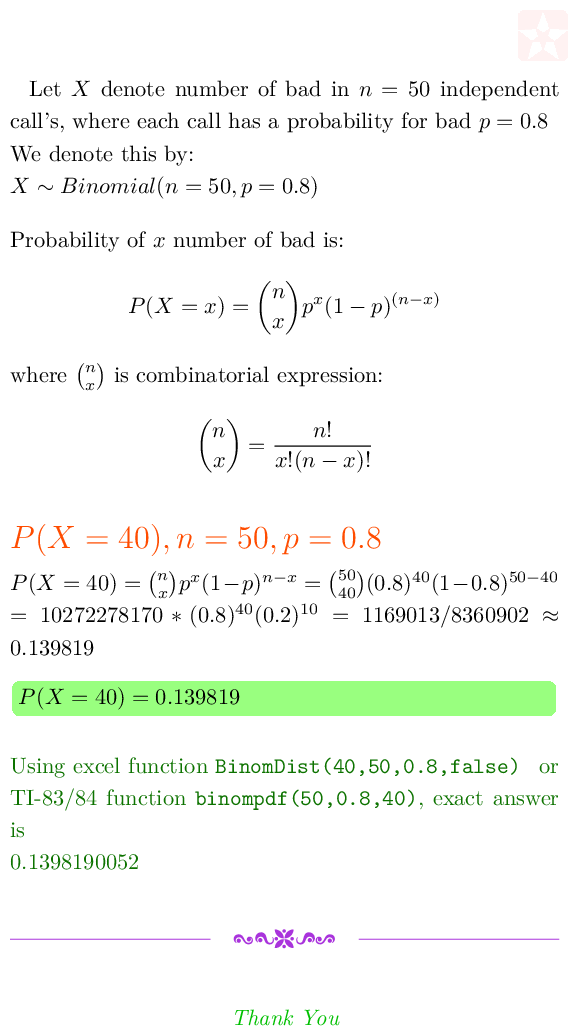 Let X denote number of bad in n = 50 independent
call's, where each call has a probability for bad p = 0.8
We denote this by:
X ∼ Binomial(n = 50, p = 0.8)
Probability of x number of bad is:
P(X = x) = \binom{n}{x} p^x (1 − p)^{(n−x)}
where \binom{n}{x} is combinatorial expression:
\binom{n}{x} = \frac{n!}{x!(n − x)!}
P(X = 40), n = 50, p = 0.8
P(X = 40) = \binom{n}{x} p^x (1−p)^{n−x} = \binom{50}{40} (0.8)^{40} (1−0.8)^{50−40}
= 10272278170 * (0.8)^{40} (0.2)^{10} = 1169013/8360902 ≈
0.139819
P(X = 40) = 0.139819
Using excel function BinomDist(40,50,0.8,false) or
TI-83/84 function binompdf(50,0.8,40), exact answer
is
0.1398190052
Thank You